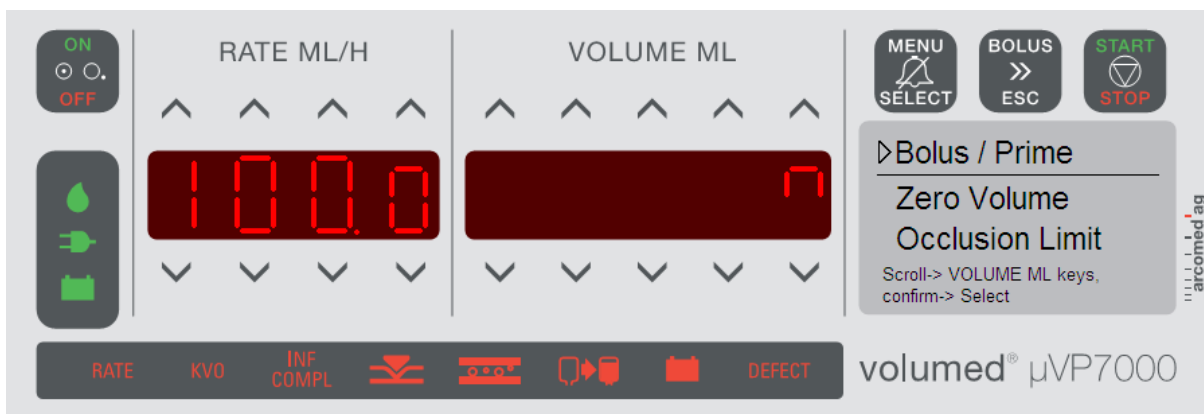 ON
OFF
RATE ML/H
VOLUME ML
MENU
SELECT
BOLUS
ESC
START
STOP
100.0
Bolus / Prime
Zero Volume
Occlusion Limit
Scroll-> VOLUME ML keys,
confirm-> Select
arcomed ag
RATE
KVO
INF
COMPL
DEFECT
volumed® µVP7000